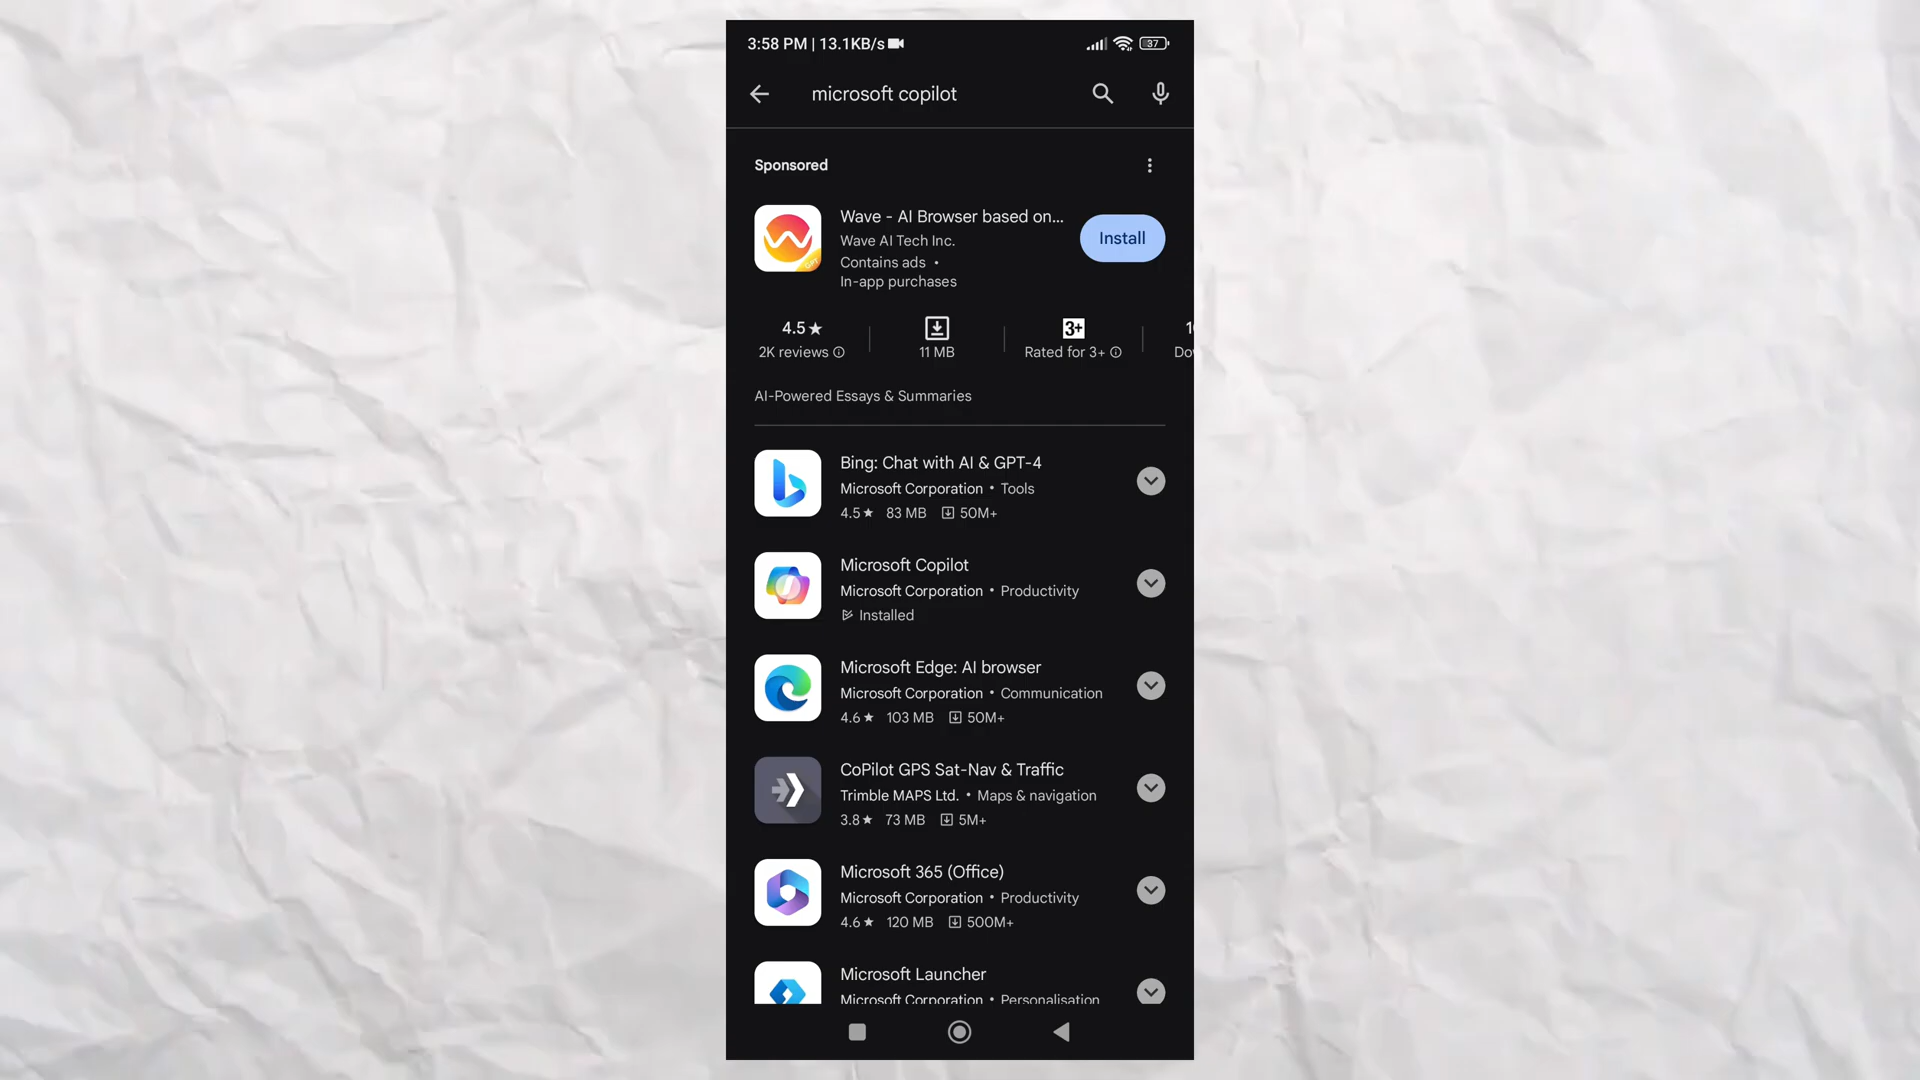 3:58 PM | 13.1KB/s
37
microsoft copilot
Sponsored
Wave - AI Browser based on...
Wave AI Tech Inc.
Contains ads •
In-app purchases
Install
GPT
4.5★
2K reviews
11 MB
3+
Rated for 3+
AI-Powered Essays & Summaries
Bing: Chat with AI & GPT-4
Microsoft Corporation • Tools
4.5★ 83 MB 50M+
Microsoft Copilot
Microsoft Corporation • Productivity
Installed
Microsoft Edge: AI browser
Microsoft Corporation • Communication
4.6★ 103 MB 50M+
CoPilot GPS Sat-Nav & Traffic
Trimble MAPS Ltd. • Maps & navigation
3.8★ 73 MB 5M+
Microsoft 365 (Office)
Microsoft Corporation • Productivity
4.6★ 120 MB 500M+
Microsoft Launcher
Microsoft Corporation • Personalisation